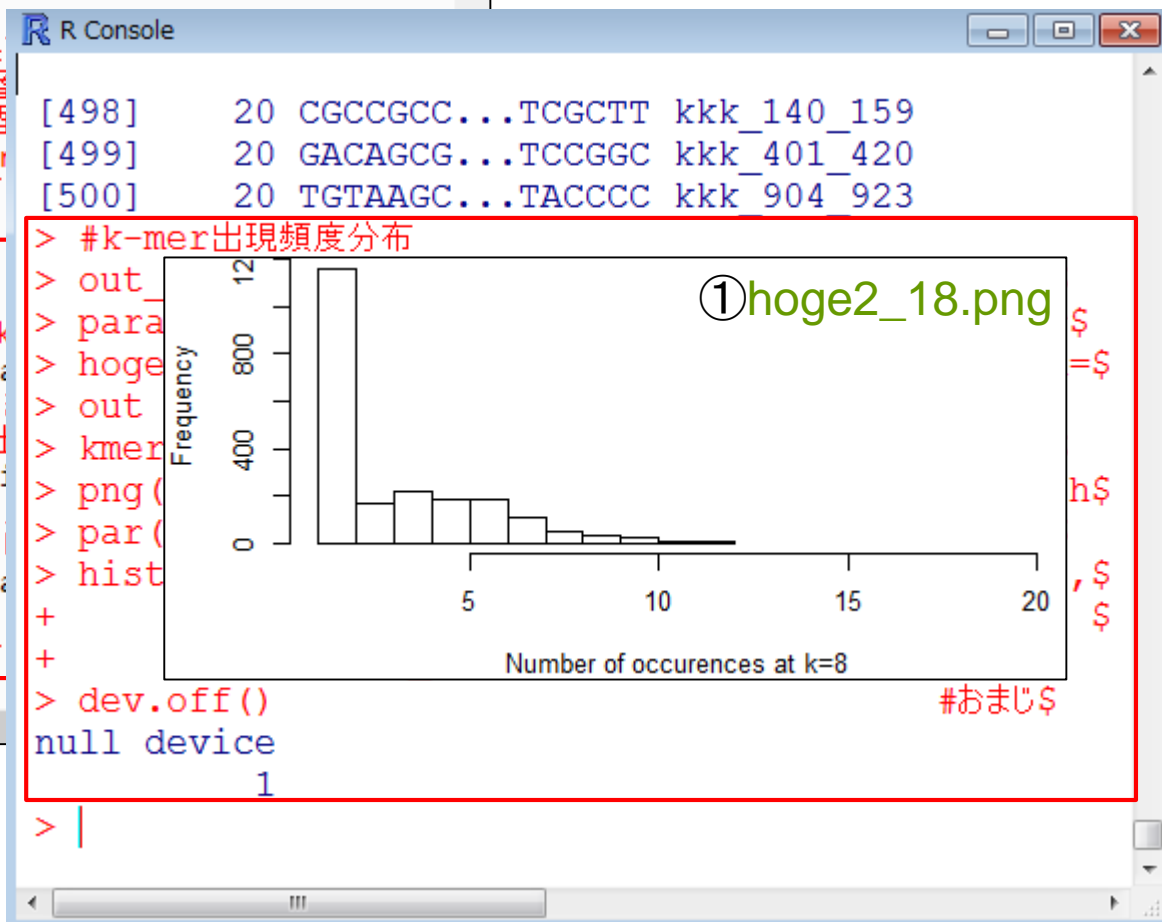 R Console
[498] 20 CGCCGCC...TCGCTT kkk_140_159
[499] 20 GACAGCG...TCCGGC kkk_401_420
[500] 20 TGTAAGC...TACCCC kkk_904_923
> #k-mer出現頻度分布
> out_
> para $
> hoge =$
> out
> kmer
> png( h$
> par(
> hist ,$
+ $
+
①hoge2_18.png
Frequency
0 400 800 12
5 10 15 20
Number of occurences at k=8
> dev.off() #おまじ$
null device
1
>